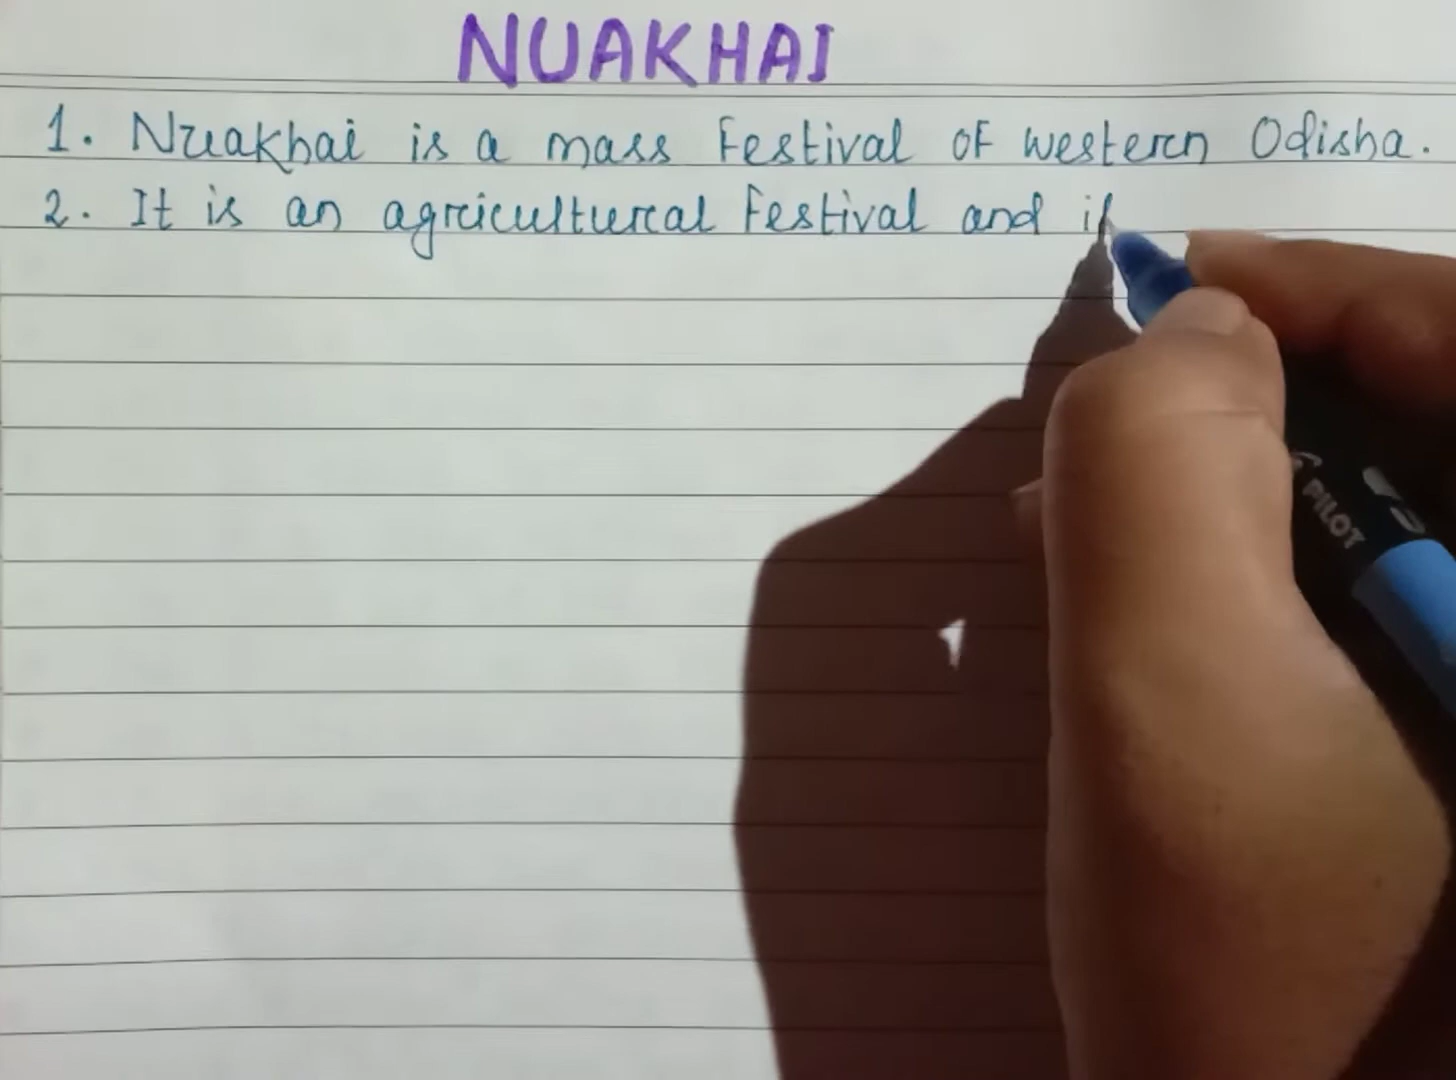 NUAKHAI
1. Nuakhai is a mass Festival of western Odisha.
2. It is an agricultural Festival and
PILOT